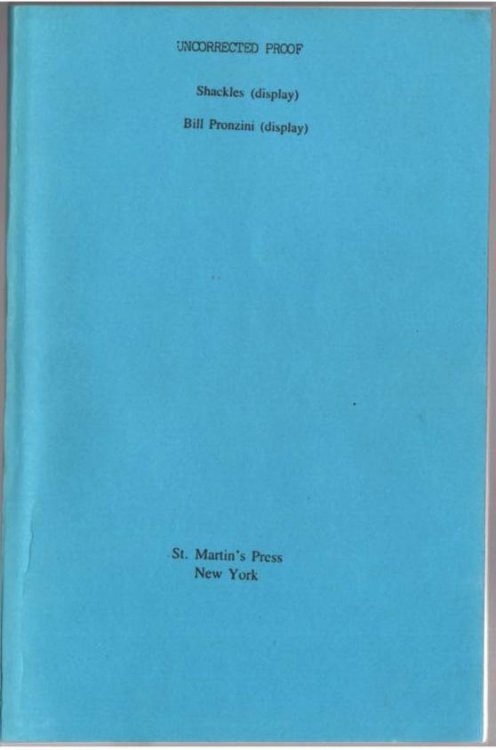 UNCORRECTED PROOF
Shackles (display)
Bill Pronzini (display)
St. Martin's Press
New York